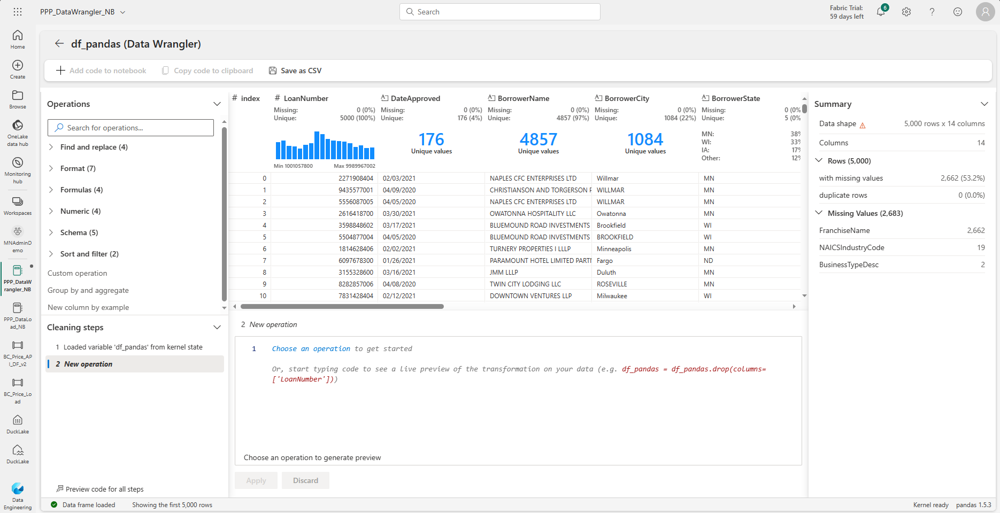 PPP_DataWrangler_NB
Search
Fabric Trial:
59 days left
6
Home
Create
Browse
OneLake
data hub
Monitoring
hub
Workspaces
MNAdminD
emo
PPP_DataW
rangler_NB
PPP_DataLo
ad_NB
BC_Price_AP
I_DF_v2
BC_Price_Lo
ad
DuckLake
DuckLake
Data
Engineering
df_pandas (Data Wrangler)
Add code to notebook
Copy code to clipboard
Save as CSV
Operations
Search for operations...
Find and replace (4)
Format (7)
Formulas (4)
Numeric (4)
Schema (5)
Sort and filter (2)
Custom operation
Group by and aggregate
New column by example
Cleaning steps
1 Loaded variable 'df_pandas' from kernel state
2 New operation
Preview code for all steps
# index # LoanNumber DateApproved BorrowerName BorrowerCity BorrowerState
Missing: 0 (0%) Missing: 0 (0%) Missing: 0 (0%) Missing: 0 (0%) Missing: 0 (0%
Unique: 5000 (100%) Unique: 176 (4%) Unique: 4857 (97%) Unique: 1084 (22%) Unique: 5 (0%
176
Unique values
4857
Unique values
1084
Unique values
MN: 38%
WI: 33%
IA: 17%
Other: 12%
Min 1001057800 Max 9989967002
0 2271908404 02/03/2021 NAPLES CFC ENTERPRISES LTD Willmar MN
1 9435577001 04/09/2020 CHRISTIANSON AND TORGERSON P WILLMAR MN
2 5556087005 04/05/2020 NAPLES CFC ENTERPRISES LTD WILLMAR MN
3 2616418700 03/30/2021 OWATONNA HOSPITALITY LLC Owatonna MN
4 3598848602 03/17/2021 BLUEMOUND ROAD INVESTMENTS Brookfield WI
5 5504877004 04/05/2020 BLUEMOUND ROAD INVESTMENTS BROOKFIELD WI
6 1814628406 02/02/2021 TURNERY PROPERTIES I LLLP Minneapolis MN
7 6097678300 01/26/2021 PARAMOUNT HOTEL LIMITED PARTN Fargo ND
8 3155328600 03/16/2021 JMM LLLP Duluth MN
9 8282857006 04/08/2020 TWIN CITY LODGING LLC ROSEVILLE MN
10 7831428404 02/12/2021 DOWNTOWN VENTURES LLP Milwaukee WI
2 New operation
1 Choose an operation to get started
Or, start typing code to see a live preview of the transformation on your data (e.g. df_pandas = df_pandas.drop(columns=
['LoanNumber']))
Choose an operation to generate preview
Apply
Discard
Summary
Data shape 5,000 rows x 14 columns
Columns 14
Rows (5,000)
with missing values 2,662 (53.2%)
duplicate rows 0 (0.0%)
Missing Values (2,683)
FranchiseName 2,662
NAICSIndustryCode 19
BusinessTypeDesc 2
Data frame loaded
Showing the first 5,000 rows
Kernel ready
pandas 1.5.3